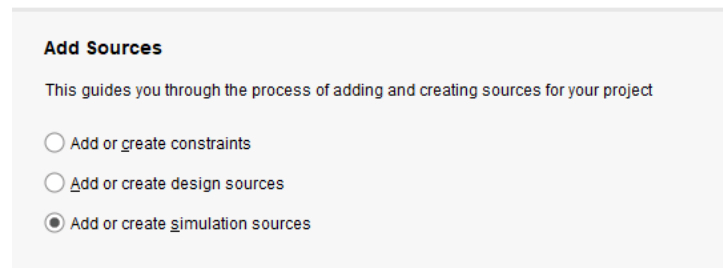 Add Sources
This guides you through the process of adding and creating sources for your project
Add or create constraints
Add or create design sources
Add or create simulation sources